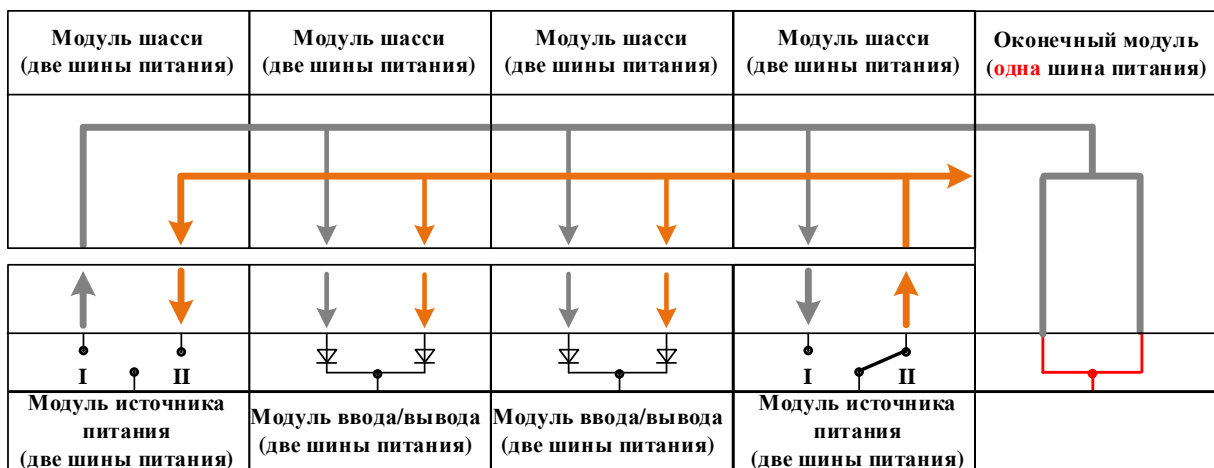 Модуль шасси
(две шины питания)
Модуль шасси
(две шины питания)
Модуль шасси
(две шины питания)
Модуль шасси
(две шины питания)
Оконечный модуль
(одна шина питания)
I
II
I
II
Модуль источника
питания
(две шины питания)
Модуль ввода/вывода
(две шины питания)
Модуль ввода/вывода
(две шины питания)
Модуль источника
питания
(две шины питания)